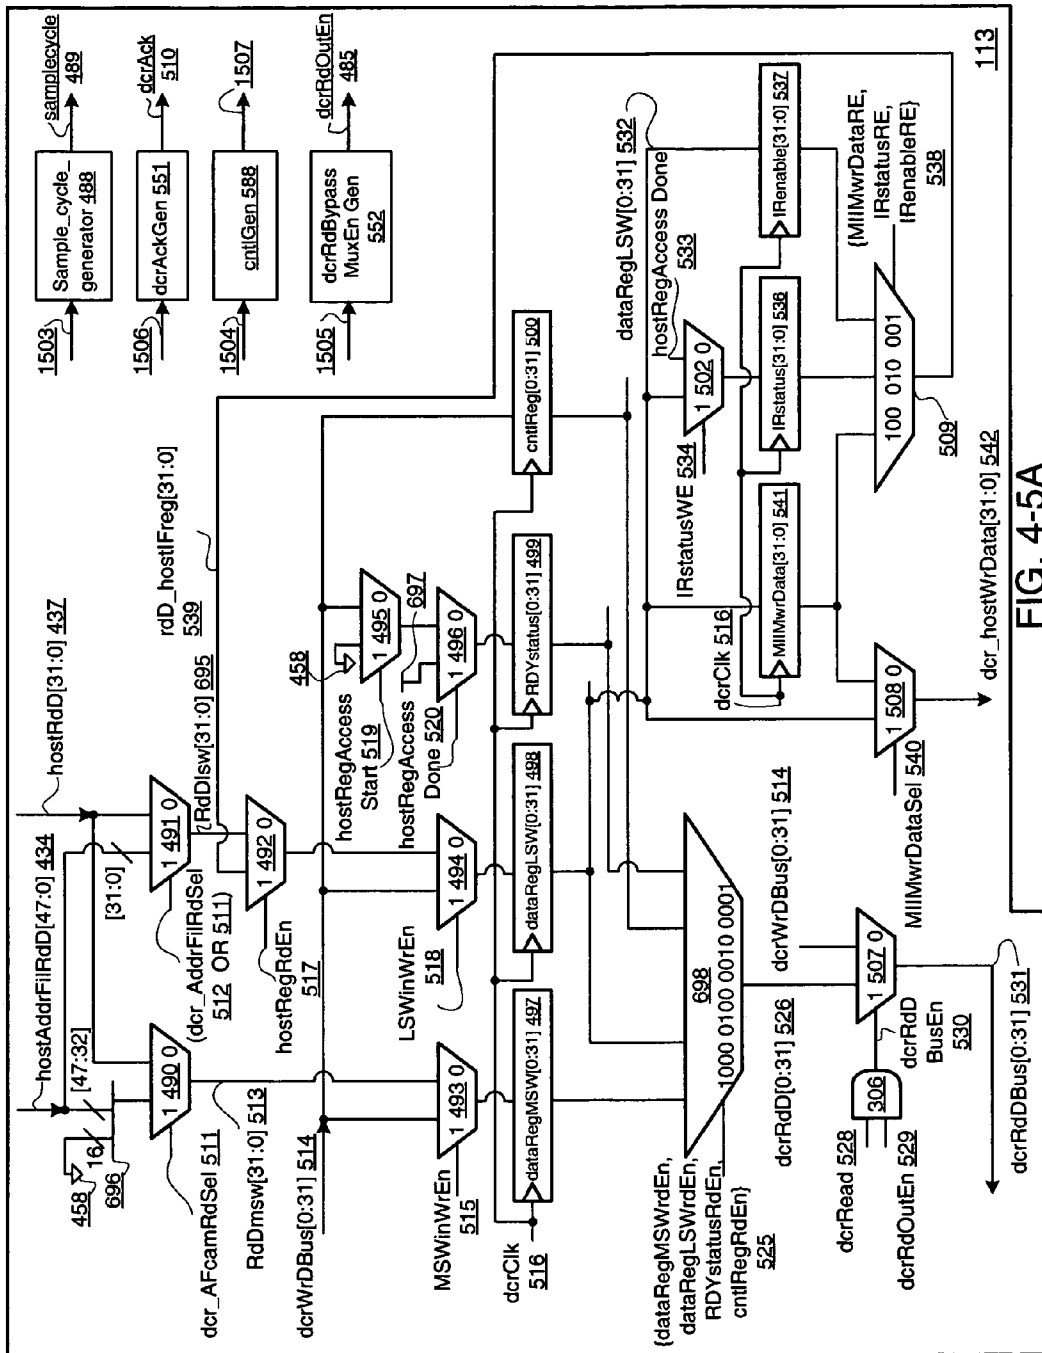 samplecycle
489
dcrAck
510
1507
dcrRdOutEn
485
Sample_cycle_
generator 488
dcrAckGen 551
cntlGen 588
dcrRdBypass
MuxEn Gen
552
1503
1506
1504
1505
113
hostRdD[31:0] 437
hostAddrFilRdD[47:0] 434
rdD_hostIFreg[31:0]
539
[47:32]
[31:0]
458
16
696
1 490 0
1 491 0
RdDlsw[31:0] 695
dcr_AFcamRdSel 511
(dcr_AddrFilRdSel
512 OR 511)
1 492 0
hostRegRdEn
517
RdDmsw[31:0] 513
dcrWrDBus[0:31] 514
458
1 495 0
hostRegAccess
Start 519
hostRegAccess
Done 520
697
1 496 0
MSWinWrEn
515
1 493 0
LSWinWrEn
518
1 494 0
dcrClk
516
dataRegMSW[0:31] 497
dataRegLSW[0:31] 498
RDYstatus[0:31] 499
cntlReg[0:31] 500
dataRegLSW[0:31] 532
hostRegAccess Done
533
IRstatusWE
534
1 502 0
dcrClk 516
MIIMwrData[31:0] 541
IRstatus[31:0] 536
IRenable[31:0] 537
{MIIMwrDataRE,
IRstatusRE,
IRenableRE}
538
100 010 001
509
698
1000 0100 0010 0001
{dataRegMSWrdEn,
dataRegLSWrdEn,
RDYstatusRdEn,
cntlRegRdEn}
525
dcrRdD[0:31] 526
dcrWrDBus[0:31] 514
1 507 0
dcrRdD
BusEn
530
306
dcrRead 528
dcrRdOutEn 529
dcrRdDBus[0:31] 531
MIIMwrDataSel 540
1 508 0
dcr_hostWrData[31:0] 542
FIG. 4-5A